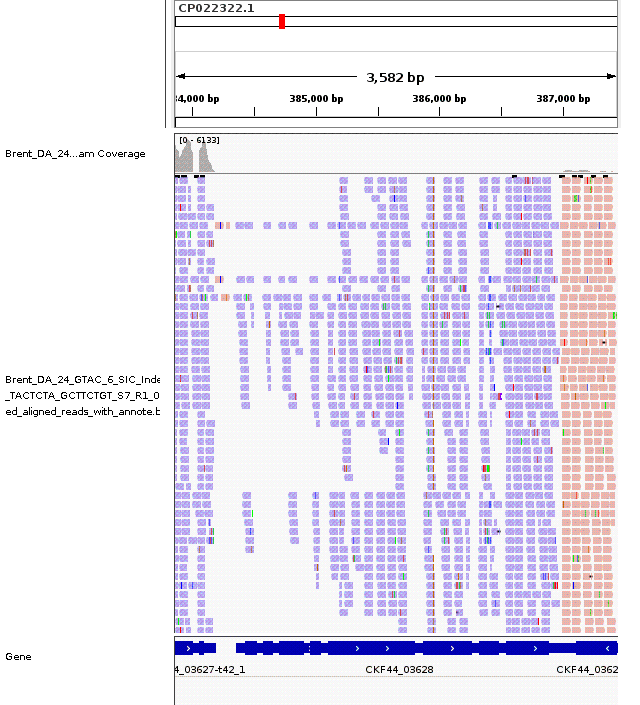 CP022322.1
3,582 bp
4,000 bp
385,000 bp
386,000 bp
387,000 bp
[0 - 6133]
Brent_DA_24...am Coverage
Brent_DA_24_GTAC_6_SIC_Inde
_TACTCTA_GCTTCTGT_S7_R1_0
ed_aligned_reads_with_annote.b
Gene
4_03627-t42_1
CKF44_03628
CKF44_0362